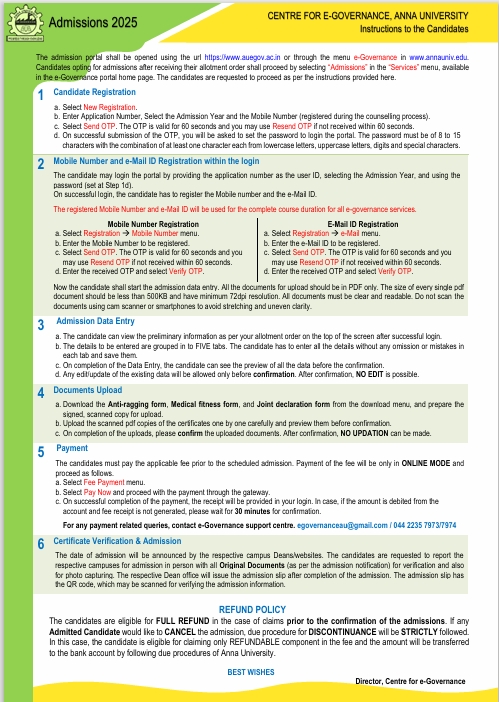 Admissions 2025
CENTRE FOR E-GOVERNANCE, ANNA UNIVERSITY
Instructions to the Candidates
The admission portal shall be opened using the url https://www.auegov.ac.in or through the menu e-Governance in www.annauniv.edu.
Candidates opting for admissions after receiving their allotment order shall proceed by selecting "Admissions" in the "Services" menu, available
in the e-Governance portal home page. The candidates are requested to proceed as per the instructions provided here.
1 Candidate Registration
a. Select New Registration.
b. Enter Application Number, Select the Admission Year and the Mobile Number (registered during the counselling process).
c. Select Send OTP. The OTP is valid for 60 seconds and you may use Resend OTP if not received within 60 seconds.
d. On successful submission of the OTP, you will be asked to set the password to login the portal. The password must be of 8 to 15
characters with the combination of at least one character each from lowercase letters, uppercase letters, digits and special characters.
2 Mobile Number and e-Mail ID Registration within the login
The candidate may login the portal by providing the application number as the user ID, selecting the Admission Year, and using the
password (set at Step 1d).
On successful login, the candidate has to register the Mobile number and the e-Mail ID.
The registered Mobile Number and e-Mail ID will be used for the complete course duration for all e-governance services.
Mobile Number Registration
a. Select Registration → Mobile Number menu.
b. Enter the Mobile Number to be registered.
c. Select Send OTP. The OTP is valid for 60 seconds and you
may use Resend OTP if not received within 60 seconds.
d. Enter the received OTP and select Verify OTP.
E-Mail ID Registration
a. Select Registration → e-Mail menu.
b. Enter the e-Mail ID to be registered.
c. Select Send OTP. The OTP is valid for 60 seconds and you
may use Resend OTP if not received within 60 seconds.
d. Enter the received OTP and select Verify OTP.
Now the candidate shall start the admission data entry. All the documents for upload should be in PDF only. The size of every single pdf
document should be less than 500KB and have minimum 72dpi resolution. All documents must be clear and readable. Do not scan the
documents using cam scanner or smartphones to avoid stretching and uneven clarity.
3 Admission Data Entry
a. The candidate can view the preliminary information as per your allotment order on the top of the screen after successful login.
b. The details to be entered are grouped in to FIVE tabs. The candidate has to enter all the details without any omission or mistakes in
each tab and save them.
c. On completion of the Data Entry, the candidate can see the preview of all the data before the confirmation.
d. Any edit/update of the existing data will be allowed only before confirmation. After confirmation, NO EDIT is possible.
4 Documents Upload
a. Download the Anti-ragging form, Medical fitness form, and Joint declaration form from the download menu, and prepare the
signed, scanned copy for upload.
b. Upload the scanned pdf copies of the certificates one by one carefully and preview them before confirmation.
c. On completion of the uploads, please confirm the uploaded documents. After confirmation, NO UPDATION can be made.
5 Payment
The candidates must pay the applicable fee prior to the scheduled admission. Payment of the fee will be only in ONLINE MODE and
proceed as follows.
a. Select Fee Payment menu.
b. Select Pay Now and proceed with the payment through the gateway.
c. On successful completion of the payment, the receipt will be provided in your login. In case, if the amount is debited from the
account and fee receipt is not generated, please wait for 30 minutes for confirmation.
For any payment related queries, contact e-Governance support centre. egovernanceau@gmail.com / 044 2235 7973/7974
6 Certificate Verification & Admission
The date of admission will be announced by the respective campus Deans/websites. The candidates are requested to report the
respective campuses for admission in person with all Original Documents (as per the admission notification) for verification and also
for photo capturing. The respective Dean office will issue the admission slip after completion of the admission. The admission slip has
the QR code, which may be scanned for verifying the admission information.
REFUND POLICY
The candidates are eligible for FULL REFUND in the case of claims prior to the confirmation of the admissions. If any
Admitted Candidate would like to CANCEL the admission, due procedure for DISCONTINUANCE will be STRICTLY followed.
In this case, the candidate is eligible for claiming only REFUNDABLE component in the fee and the amount will be transferred
to the bank account by following due procedures of Anna University.
BEST WISHES
Director, Centre for e-Governance